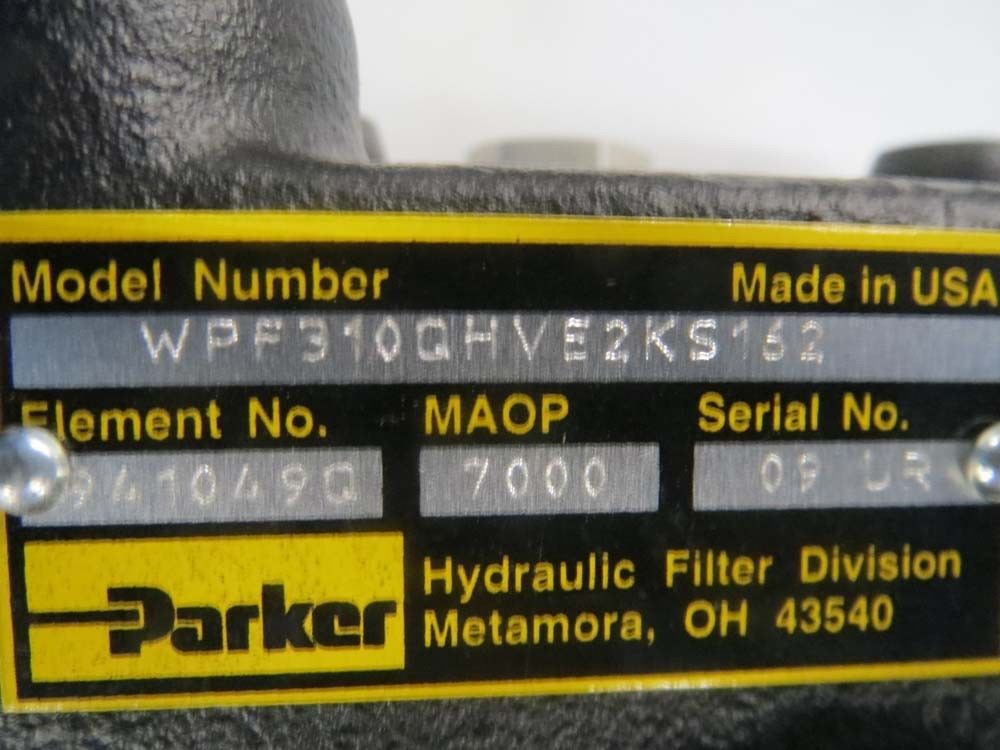 Model Number Made in USA
WPF310QHVE2KS162
Element No. MAOP Serial No.
941049Q 7000 09 UR
Parker
Hydraulic Filter Division
Metamora, OH 43540